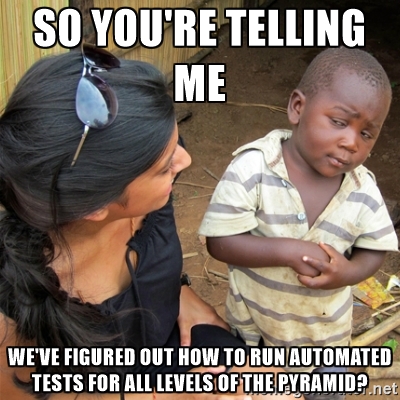 SO YOU'RE TELLING
ME
WE'VE FIGURED OUT HOW TO RUN AUTOMATED
TESTS FOR ALL LEVELS OF THE PYRAMID?